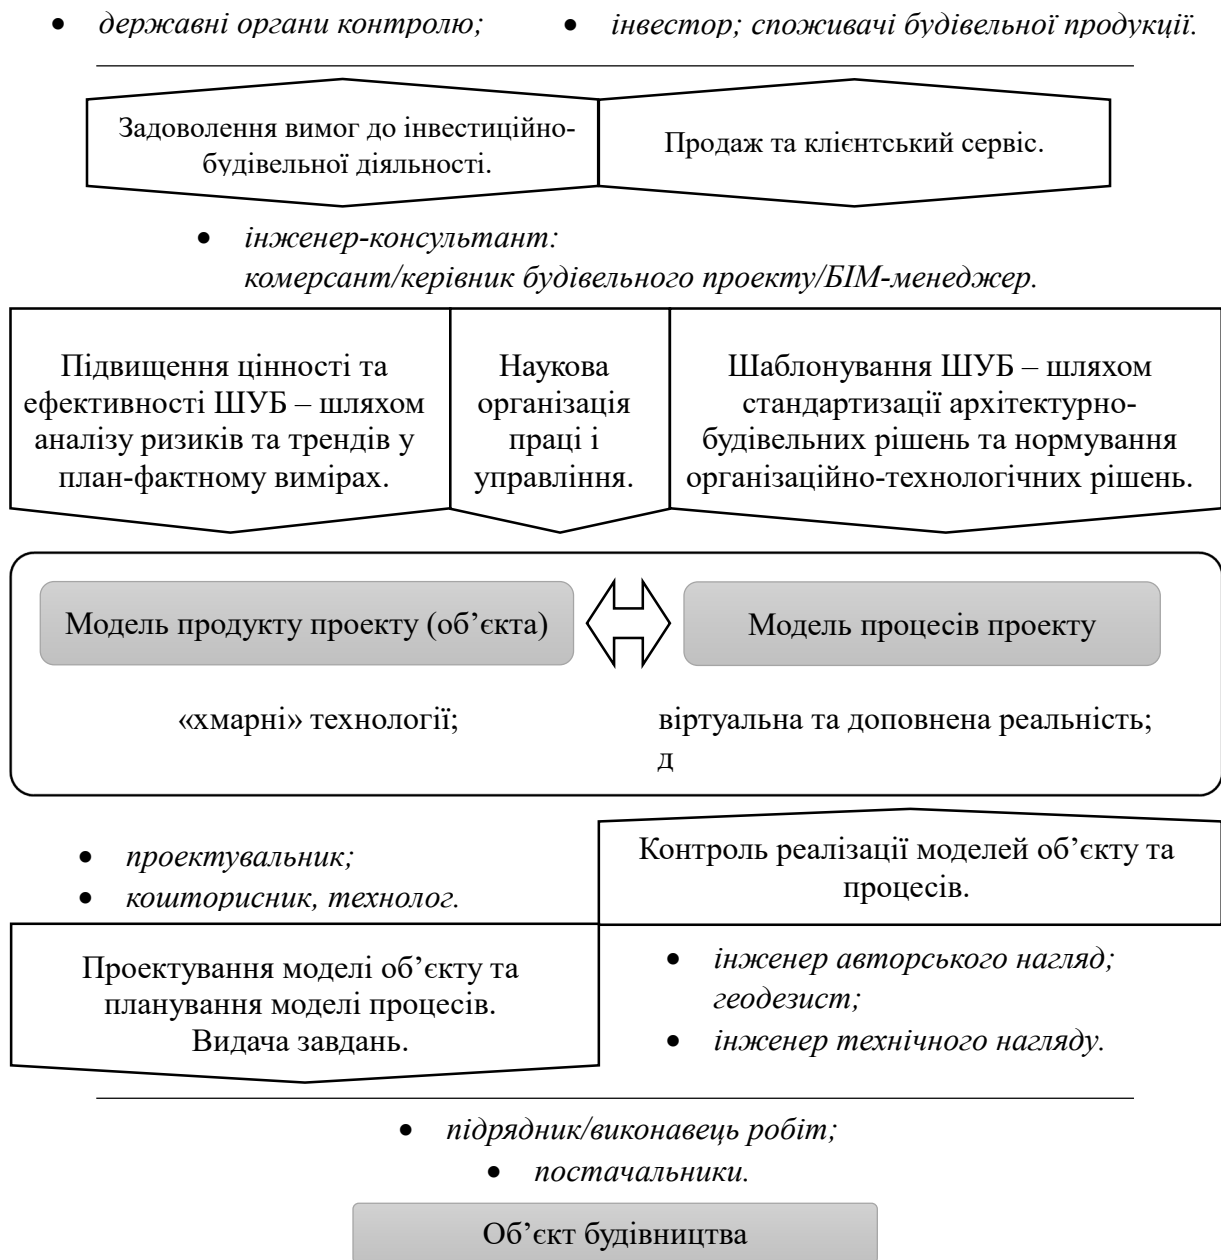 • державні органи контролю;
• інвестор; споживачі будівельної продукції.
Задоволення вимог до інвестиційно-
будівельної діяльності.
Продаж та клієнтський сервіс.
• інженер-консультант:
комерсант/керівник будівельного проекту/БІМ-менеджер.
Підвищення цінності та
ефективності ШУБ – шляхом
аналізу ризиків та трендів у
план-фактному вимірах.
Наукова
організація
праці і
управління.
Шаблонування ШУБ – шляхом
стандартизації архітектурно-
будівельних рішень та нормування
організаційно-технологічних рішень.
Модель продукту проекту (об’єкта)
Модель процесів проекту
«хмарні» технології;
віртуальна та доповнена реальність;
д
• проектувальник;
• кошторисник, технолог.
Контроль реалізації моделей об’єкту та
процесів.
Проектування моделі об’єкту та
планування моделі процесів.
Видача завдань.
• інженер авторського нагляд;
геодезист;
• інженер технічного нагляду.
• підрядник/виконавець робіт;
• постачальники.
Об’єкт будівництва